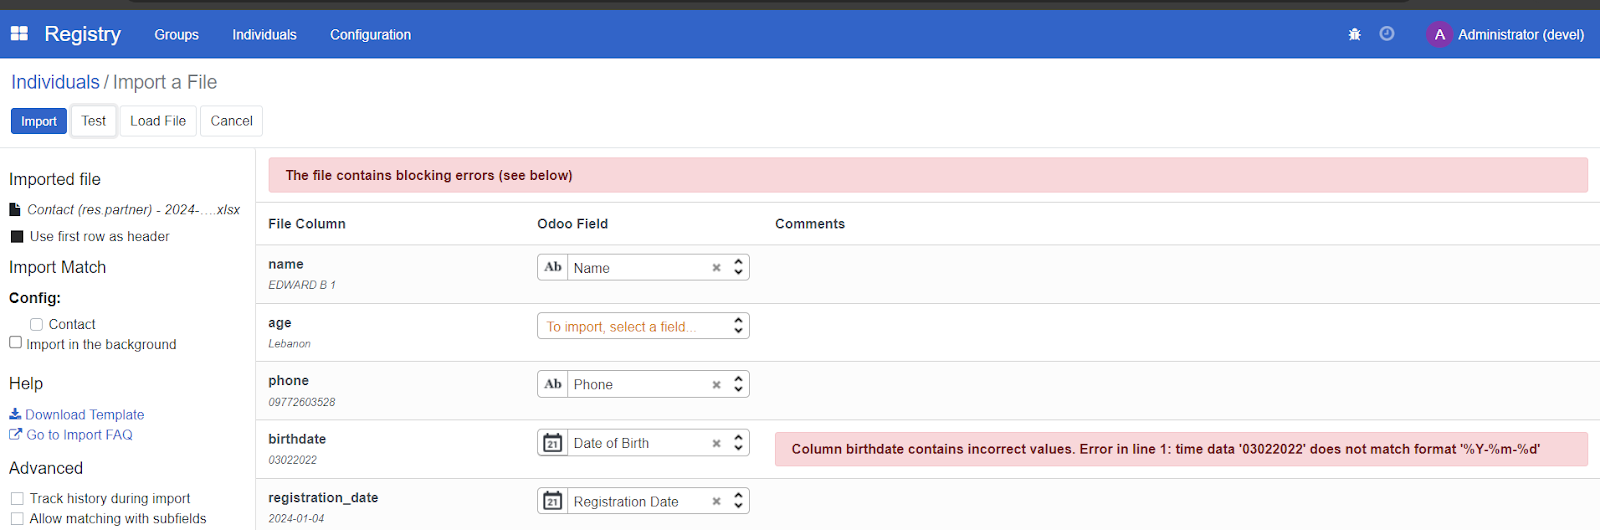 Registry Groups Individuals Configuration A Administrator (devel)
Individuals / Import a File
Import Test Load File Cancel
Imported file
Contact (res.partner) - 2024-....xlsx
Use first row as header
Import Match
Config:
Contact
Import in the background
Help
Download Template
Go to Import FAQ
Advanced
Track history during import
Allow matching with subfields
The file contains blocking errors (see below)
File Column Odoo Field Comments
name
EDWARD B 1
Ab Name
age
Lebanon
To import, select a field...
phone
09772603528
Ab Phone
birthdate
03022022
21 Date of Birth
Column birthdate contains incorrect values. Error in line 1: time data '03022022' does not match format '%Y-%m-%d'
registration_date
2024-01-04
21 Registration Date